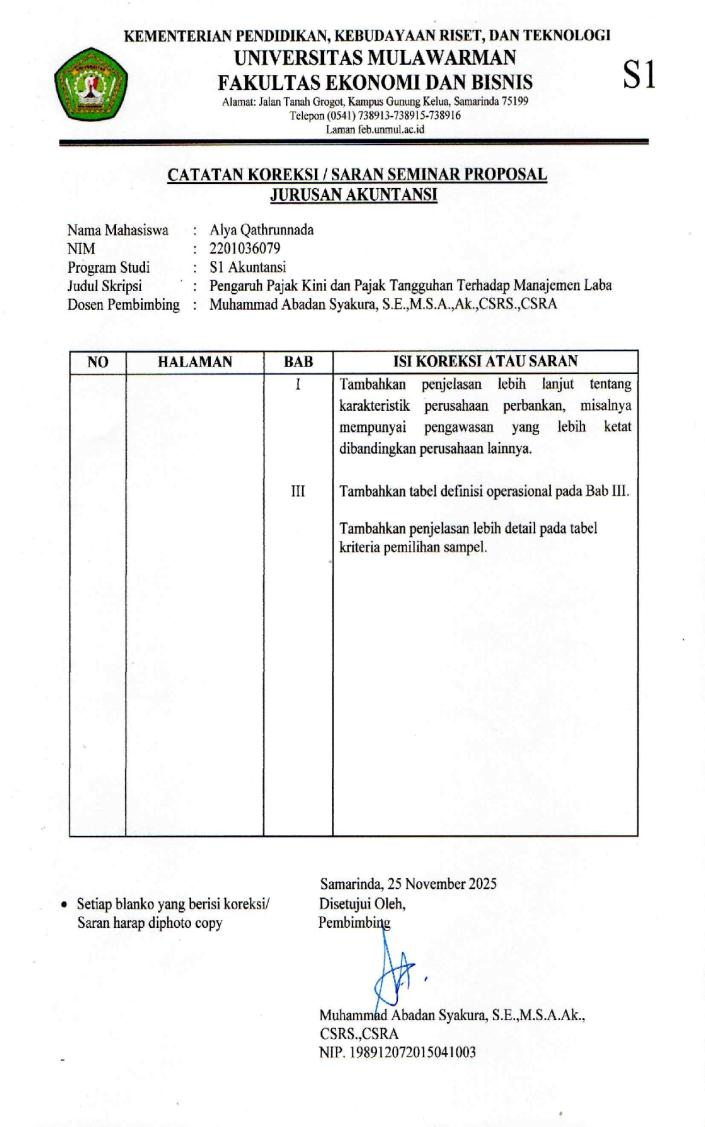 KEMENTERIAN PENDIDIKAN, KEBUDAYAAN RISET, DAN TEKNOLOGI
UNIVERSITAS MULAWARMAN
FAKULTAS EKONOMI DAN BISNIS
S1
Alamat: Jalan Tanah Grogot, Kampus Gunung Kelua, Samarinda 75199
Telepon (0541) 738913-738915-738916
Laman feb.unmul.ac.id
CATATAN KOREKSI / SARAN SEMINAR PROPOSAL
JURUSAN AKUNTANSI
Nama Mahasiswa : Alya Qathrunnada
NIM : 2201036079
Program Studi : S1 Akuntansi
Judul Skripsi : Pengaruh Pajak Kini dan Pajak Tangguhan Terhadap Manajemen Laba
Dosen Pembimbing : Muhammad Abadan Syakura, S.E.,M.S.A.,Ak.,CSRS.,CSRA
NO HALAMAN BAB ISI KOREKSI ATAU SARAN
I Tambahkan penjelasan lebih lanjut tentang
karakteristik perusahaan perbankan, misalnya
mempunyai pengawasan yang lebih ketat
dibandingkan perusahaan lainnya.
III Tambahkan tabel definisi operasional pada Bab III.
Tambahkan penjelasan lebih detail pada tabel
kriteria pemilihan sampel.
Samarinda, 25 November 2025
• Setiap blanko yang berisi koreksi/ Disetujui Oleh,
Saran harap diphoto copy Pembimbing
Muhammad Abadan Syakura, S.E.,M.S.A.Ak.,
CSRS.,CSRA
NIP. 198912072015041003